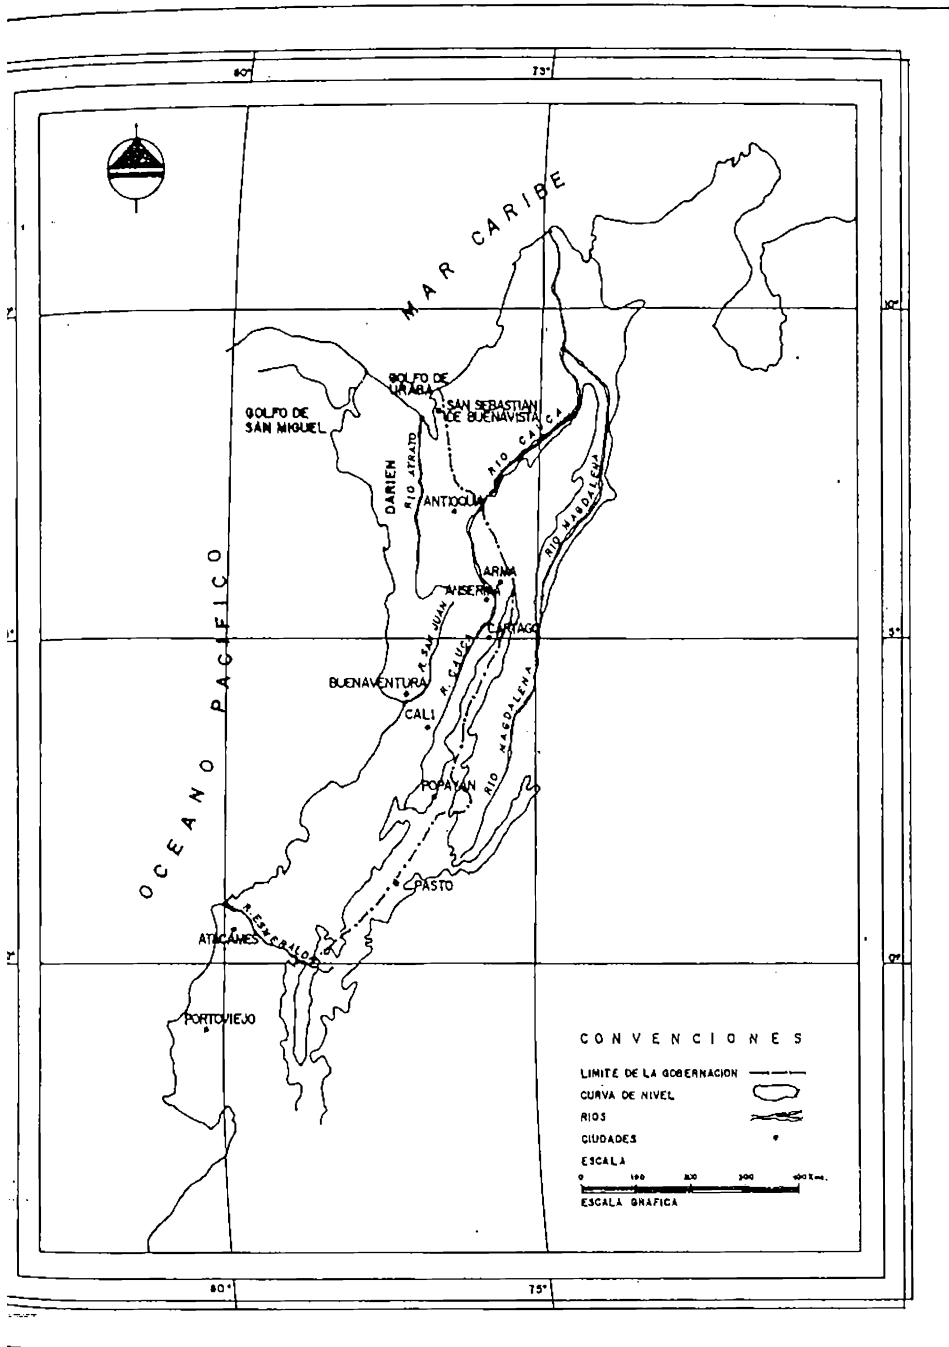 80°
75°
MAR CARIBE
10°
GOLFO DE
URABA
SAN SEBASTIAN
DE BUENAVISTA
GOLFO DE
SAN MIGUEL
RIO CAUCA
RIO ATRATO
DARIEN
ANTIOQUIA
RIO MAGDALENA
OCEANO PACIFICO
ARMA
ANSERMA
R. SAN JUAN
CARTAGO
5°
R. CAUCA
BUENAVENTURA
CALI
RIO MAGDALENA
POPAYAN
PASTO
R. ESMERALDAS
ATACAMES
0°
PORTOVIEJO
CONVENCIONES
LIMITE DE LA GOBERNACION
CURVA DE NIVEL
RIOS
CIUDADES
ESCALA
0 100 200 300 400 Kms.
ESCALA GRAFICA
80°
75°